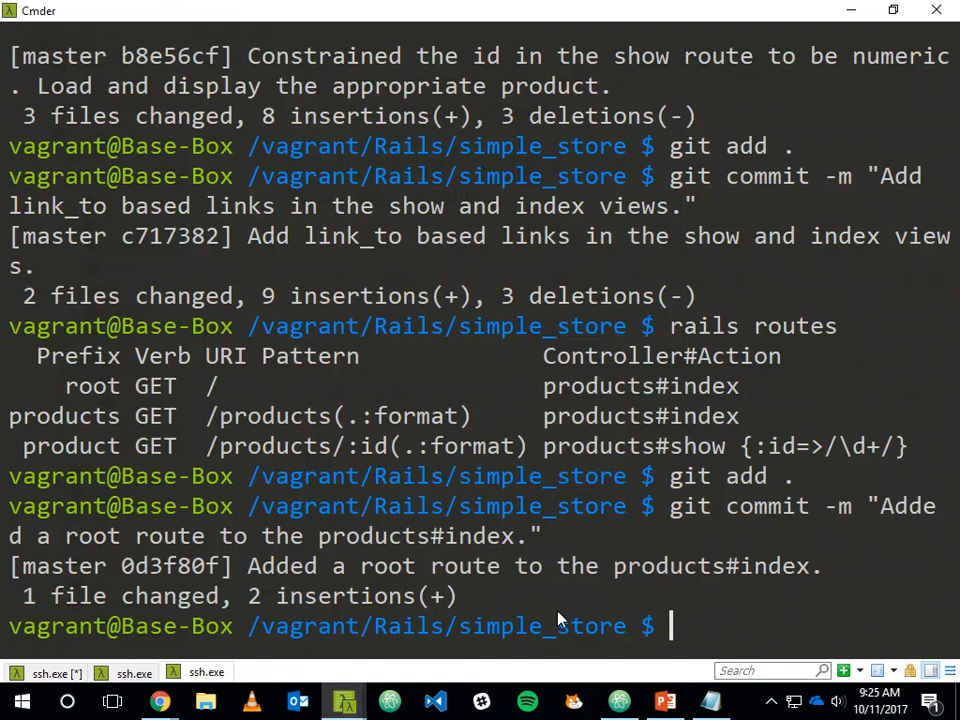 Cmder
[master b8e56cf] Constrained the id in the show route to be numeric
. Load and display the appropriate product.
3 files changed, 8 insertions(+), 3 deletions(-)
vagrant@Base-Box /vagrant/Rails/simple_store $ git add .
vagrant@Base-Box /vagrant/Rails/simple_store $ git commit -m "Add
link_to based links in the show and index views."
[master c717382] Add link_to based links in the show and index view
s.
2 files changed, 9 insertions(+), 3 deletions(-)
vagrant@Base-Box /vagrant/Rails/simple_store $ rails routes
Prefix Verb URI Pattern Controller#Action
root GET / products#index
products GET /products(.:format) products#index
product GET /products/:id(.:format) products#show {:id=>/\d+/}
vagrant@Base-Box /vagrant/Rails/simple_store $ git add .
vagrant@Base-Box /vagrant/Rails/simple_store $ git commit -m "Adde
d a root route to the products#index."
[master 0d3f80f] Added a root route to the products#index.
1 file changed, 2 insertions(+)
vagrant@Base-Box /vagrant/Rails/simple_store $
ssh.exe [*] ssh.exe ssh.exe Search
9:25 AM
10/11/2017
1